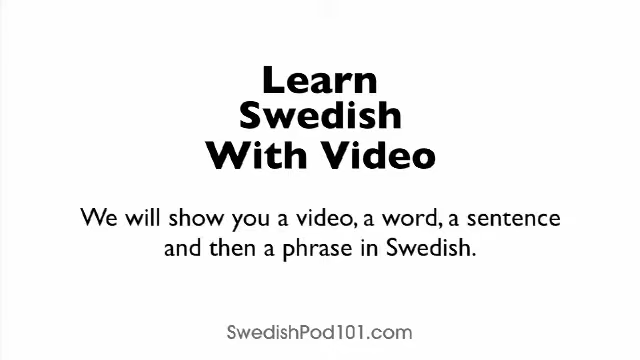 Learn
Swedish
With Video
We will show you a video, a word, a sentence
and then a phrase in Swedish.
SwedishPod101.com